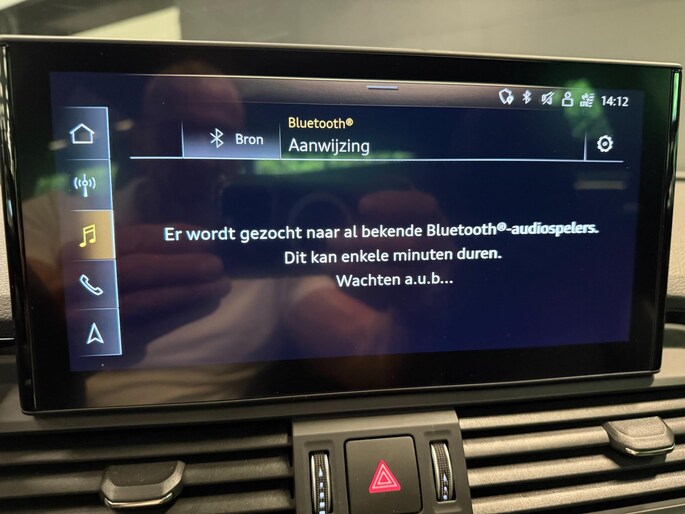 14:12
Bluetooth®
Bron
Aanwijzing
Er wordt gezocht naar al bekende Bluetooth®-audiospelers.
Dit kan enkele minuten duren.
Wachten a.u.b...